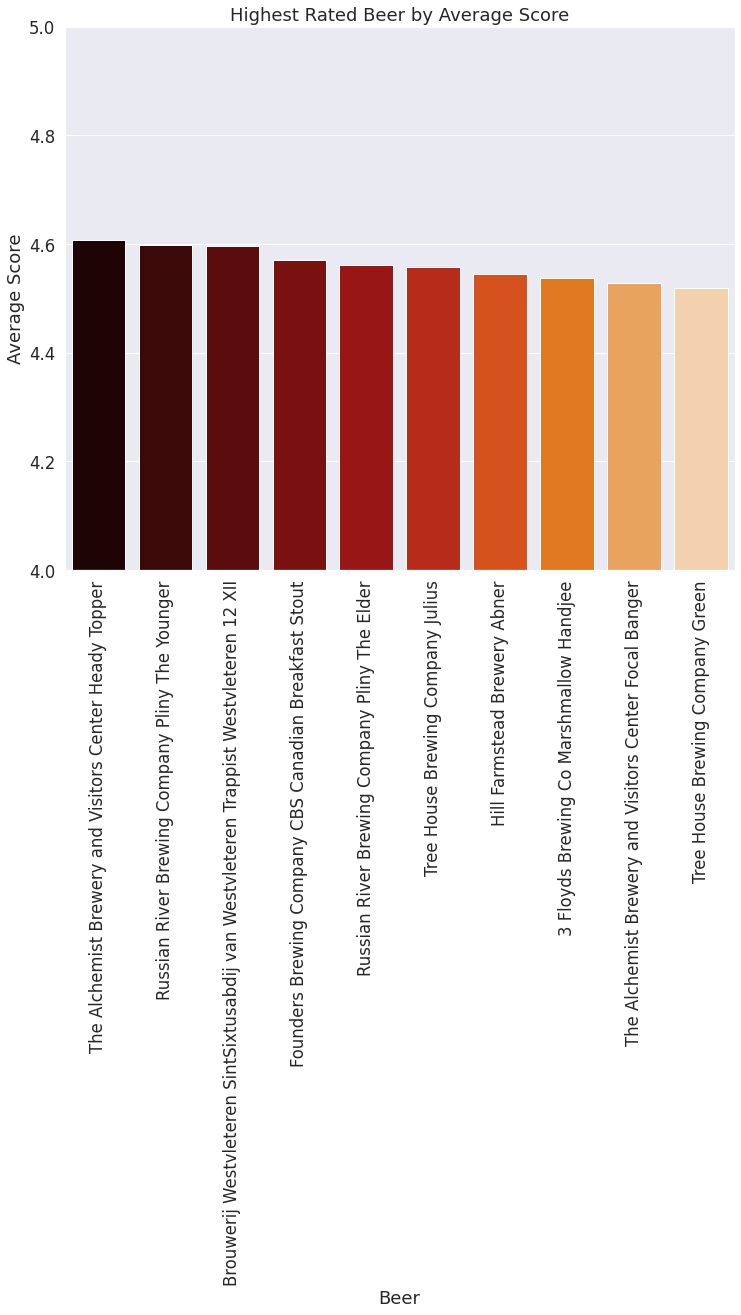 Highest Rated Beer by Average Score
5.0
4.8
4.6
4.4
4.2
4.0
Average Score
The Alchemist Brewery and Visitors Center Heady Topper
Russian River Brewing Company Pliny The Younger
Brouwerij Westvleteren SintSixtusabdij van Westvleteren Trappist Westvleteren 12 XII
Founders Brewing Company CBS Canadian Breakfast Stout
Russian River Brewing Company Pliny The Elder
Tree House Brewing Company Julius
Hill Farmstead Brewery Abner
3 Floyds Brewing Co Marshmallow Handjee
The Alchemist Brewery and Visitors Center Focal Banger
Tree House Brewing Company Green
Beer